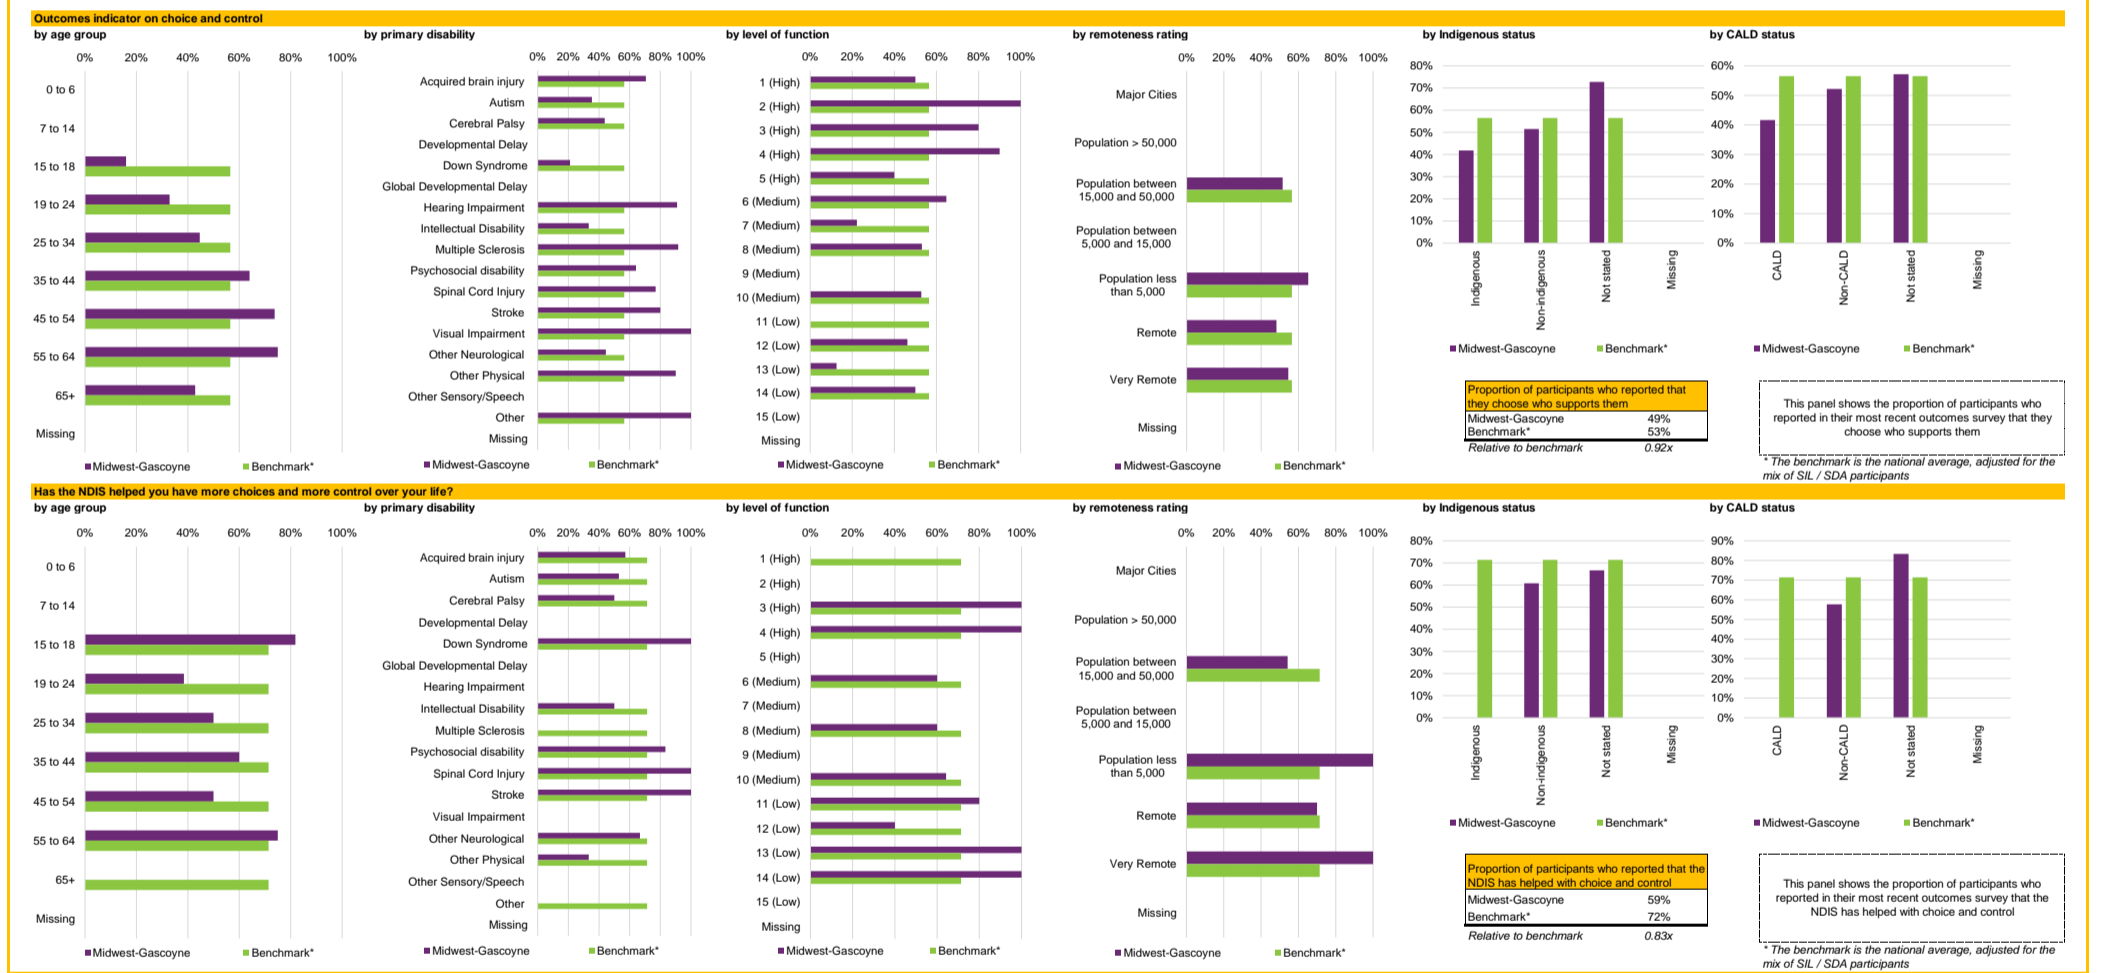 Outcomes indicator on choice and control
by age group
0% 20% 40% 60% 80% 100%
0 to 6
7 to 14
15 to 18
19 to 24
25 to 34
35 to 44
45 to 54
55 to 64
65+
Missing
Midwest-Gascoyne Benchmark*
by primary disability
0% 20% 40% 60% 80% 100%
Acquired brain injury
Autism
Cerebral Palsy
Developmental Delay
Down Syndrome
Global Developmental Delay
Hearing Impairment
Intellectual Disability
Multiple Sclerosis
Psychosocial disability
Spinal Cord Injury
Stroke
Visual Impairment
Other Neurological
Other Physical
Other Sensory/Speech
Other
Missing
Midwest-Gascoyne Benchmark*
by level of function
0% 20% 40% 60% 80% 100%
1 (High)
2 (High)
3 (High)
4 (High)
5 (High)
6 (Medium)
7 (Medium)
8 (Medium)
9 (Medium)
10 (Medium)
11 (Low)
12 (Low)
13 (Low)
14 (Low)
15 (Low)
Missing
Midwest-Gascoyne Benchmark*
by remoteness rating
0% 20% 40% 60% 80% 100%
Major Cities
Population > 50,000
Population between
15,000 and 50,000
Population between
5,000 and 15,000
Population less
than 5,000
Remote
Very Remote
Missing
Midwest-Gascoyne Benchmark*
by Indigenous status
80%
70%
60%
50%
40%
30%
20%
10%
0%
Indigenous
Non-indigenous
Not stated
Missing
Midwest-Gascoyne Benchmark*
by CALD status
60%
50%
40%
30%
20%
10%
0%
CALD
Non-CALD
Not stated
Missing
Midwest-Gascoyne Benchmark*
Proportion of participants who reported that
they choose who supports them
Midwest-Gascoyne 49%
Benchmark* 53%
Relative to benchmark 0.92x
This panel shows the proportion of participants who
reported in their most recent outcomes survey that they
choose who supports them
* The benchmark is the national average, adjusted for the
mix of SIL / SDA participants
Has the NDIS helped you have more choices and more control over your life?
by age group
0% 20% 40% 60% 80% 100%
0 to 6
7 to 14
15 to 18
19 to 24
25 to 34
35 to 44
45 to 54
55 to 64
65+
Missing
Midwest-Gascoyne Benchmark*
by primary disability
0% 20% 40% 60% 80% 100%
Acquired brain injury
Autism
Cerebral Palsy
Developmental Delay
Down Syndrome
Global Developmental Delay
Hearing Impairment
Intellectual Disability
Multiple Sclerosis
Psychosocial disability
Spinal Cord Injury
Stroke
Visual Impairment
Other Neurological
Other Physical
Other Sensory/Speech
Other
Missing
Midwest-Gascoyne Benchmark*
by level of function
0% 20% 40% 60% 80% 100%
1 (High)
2 (High)
3 (High)
4 (High)
5 (High)
6 (Medium)
7 (Medium)
8 (Medium)
9 (Medium)
10 (Medium)
11 (Low)
12 (Low)
13 (Low)
14 (Low)
15 (Low)
Missing
Midwest-Gascoyne Benchmark*
by remoteness rating
0% 20% 40% 60% 80% 100%
Major Cities
Population > 50,000
Population between
15,000 and 50,000
Population between
5,000 and 15,000
Population less
than 5,000
Remote
Very Remote
Missing
Midwest-Gascoyne Benchmark*
by Indigenous status
80%
70%
60%
50%
40%
30%
20%
10%
0%
Indigenous
Non-indigenous
Not stated
Missing
Midwest-Gascoyne Benchmark*
by CALD status
90%
80%
70%
60%
50%
40%
30%
20%
10%
0%
CALD
Non-CALD
Not stated
Missing
Midwest-Gascoyne Benchmark*
Proportion of participants who reported that the
NDIS has helped with choice and control
Midwest-Gascoyne 59%
Benchmark* 72%
Relative to benchmark 0.83x
This panel shows the proportion of participants who
reported in their most recent outcomes survey that the
NDIS has helped with choice and control
* The benchmark is the national average, adjusted for the
mix of SIL / SDA participants